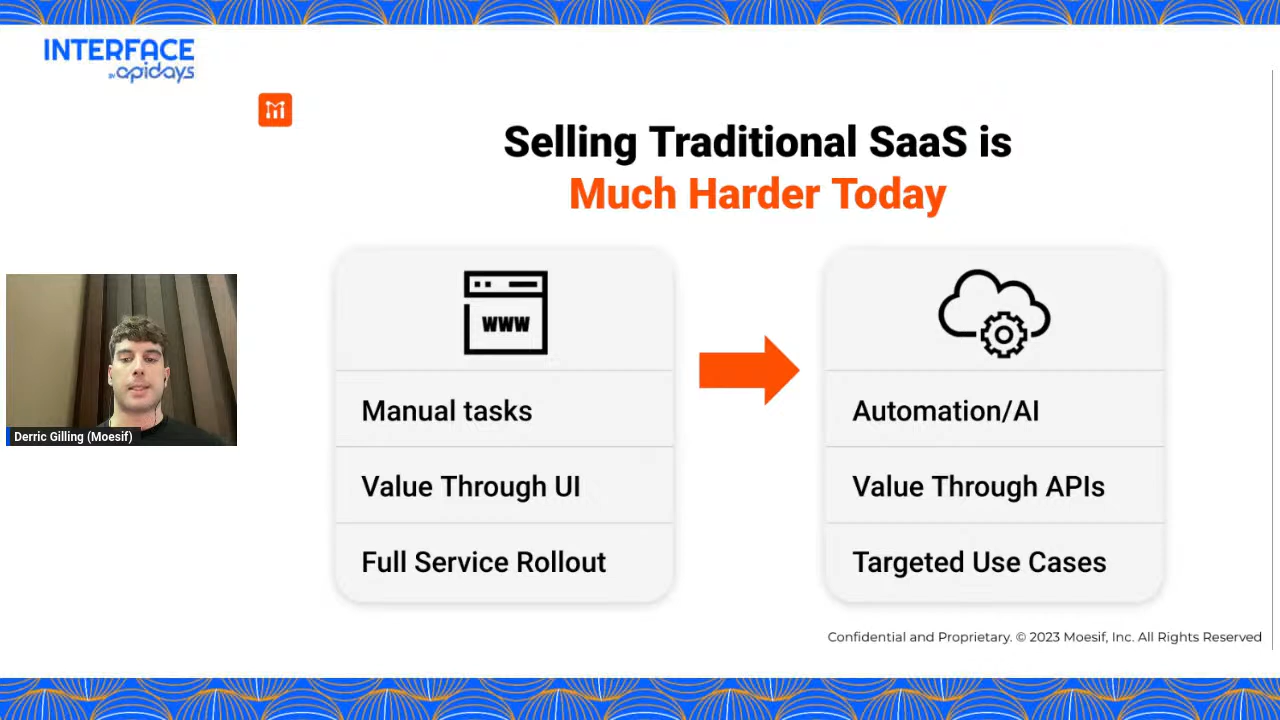 INTERFACE
BY apidays
Selling Traditional SaaS is
Much Harder Today
www
Manual tasks
Value Through UI
Full Service Rollout
Automation/AI
Value Through APIs
Targeted Use Cases
Derric Gilling (Moesif)
Confidential and Proprietary. © 2023 Moesif, Inc. All Rights Reserved